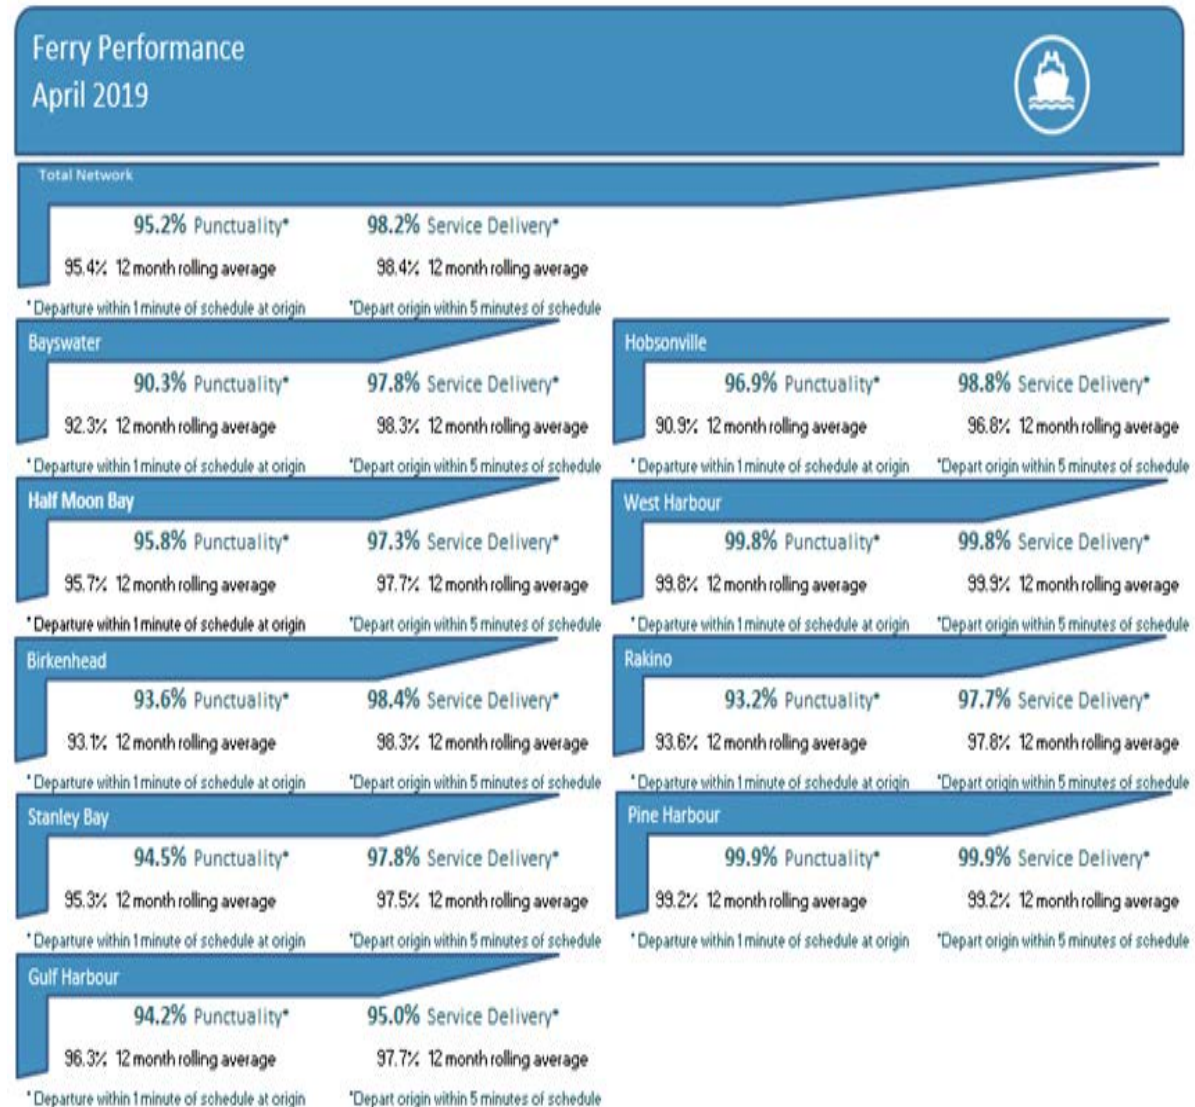 Ferry Performance
April 2019
Total Network
95.2% Punctuality* 98.2% Service Delivery*
95.4% 12 month rolling average 98.4% 12 month rolling average
* Departure within 1 minute of schedule at origin *Depart origin within 5 minutes of schedule
Bayswater
90.3% Punctuality* 97.8% Service Delivery*
92.3% 12 month rolling average 98.3% 12 month rolling average
* Departure within 1 minute of schedule at origin *Depart origin within 5 minutes of schedule
Hobsonville
96.9% Punctuality* 98.8% Service Delivery*
90.9% 12 month rolling average 96.8% 12 month rolling average
* Departure within 1 minute of schedule at origin *Depart origin within 5 minutes of schedule
Half Moon Bay
95.8% Punctuality* 97.3% Service Delivery*
95.7% 12 month rolling average 97.7% 12 month rolling average
* Departure within 1 minute of schedule at origin *Depart origin within 5 minutes of schedule
West Harbour
99.8% Punctuality* 99.8% Service Delivery*
99.8% 12 month rolling average 99.9% 12 month rolling average
* Departure within 1 minute of schedule at origin *Depart origin within 5 minutes of schedule
Birkenhead
93.6% Punctuality* 98.4% Service Delivery*
93.1% 12 month rolling average 98.3% 12 month rolling average
* Departure within 1 minute of schedule at origin *Depart origin within 5 minutes of schedule
Rakino
93.2% Punctuality* 97.7% Service Delivery*
93.6% 12 month rolling average 97.8% 12 month rolling average
* Departure within 1 minute of schedule at origin *Depart origin within 5 minutes of schedule
Stanley Bay
94.5% Punctuality* 97.8% Service Delivery*
95.3% 12 month rolling average 97.5% 12 month rolling average
* Departure within 1 minute of schedule at origin *Depart origin within 5 minutes of schedule
Pine Harbour
99.9% Punctuality* 99.9% Service Delivery*
99.2% 12 month rolling average 99.2% 12 month rolling average
* Departure within 1 minute of schedule at origin *Depart origin within 5 minutes of schedule
Gulf Harbour
94.2% Punctuality* 95.0% Service Delivery*
96.3% 12 month rolling average 97.7% 12 month rolling average
* Departure within 1 minute of schedule at origin *Depart origin within 5 minutes of schedule